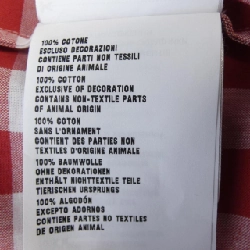 100% COTONE
ESCLUSO DECORAZIONI
CONTIENE PARTI NON TESSILI
DI ORIGINE ANIMALE
100% COTTON
EXCLUSIVE OF DECORATION
CONTAINS NON-TEXTILE PARTS
OF ANIMAL ORIGIN
100% COTON
SANS L'ORNAMENT
CONTIENT DES PARTIES NON
TEXTILES D'ORIGINE ANIMALE
100% BAUMWOLLE
OHNE DEKORATIONEN
ENTHÄLT NICHTTEXTILE TEILE
TIERISCHEN URSPRUNGS
100% ALGODÓN
EXCEPTO ADORNOS
CONTIENE PARTES NO TEXTILES
DE ORIGEN ANIMAL